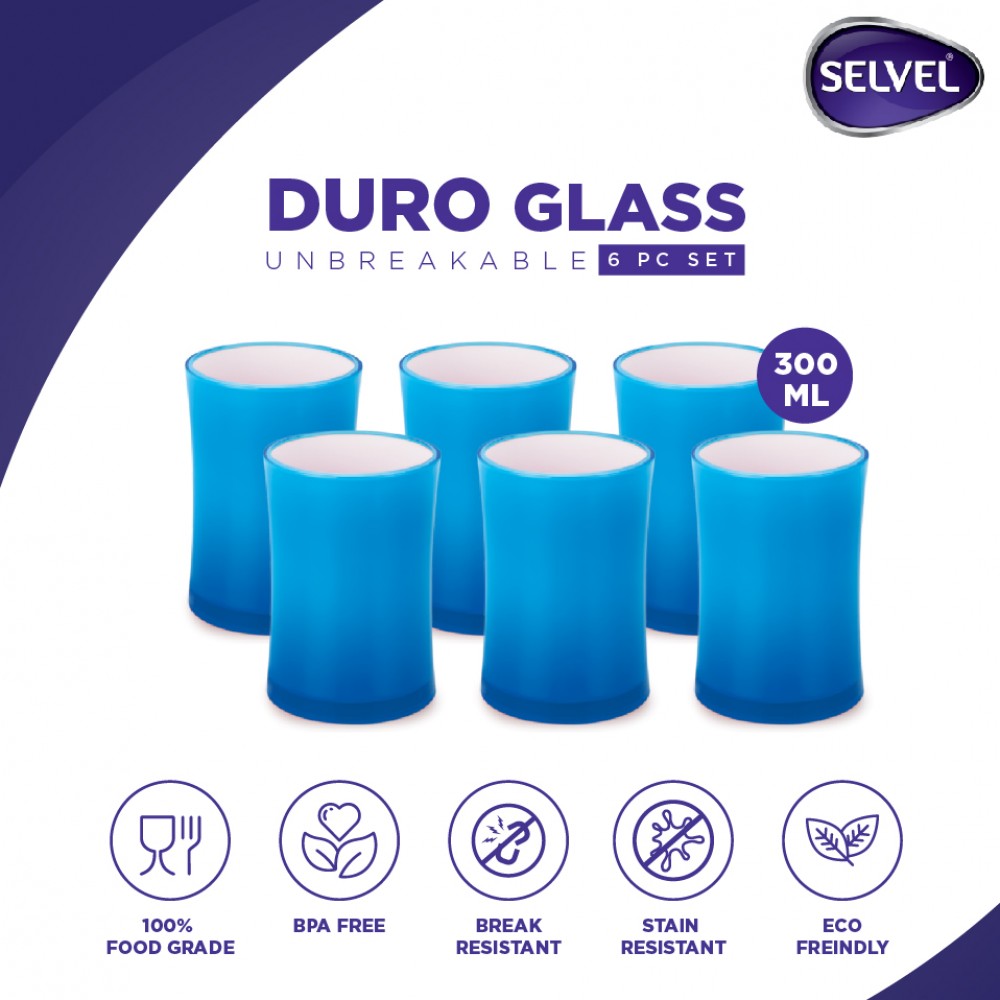 SELVEL®
DURO GLASS
UNBREAKABLE 6 PC SET
300
ML
100%
FOOD GRADE
BPA FREE
BREAK
RESISTANT
STAIN
RESISTANT
ECO
FREINDLY